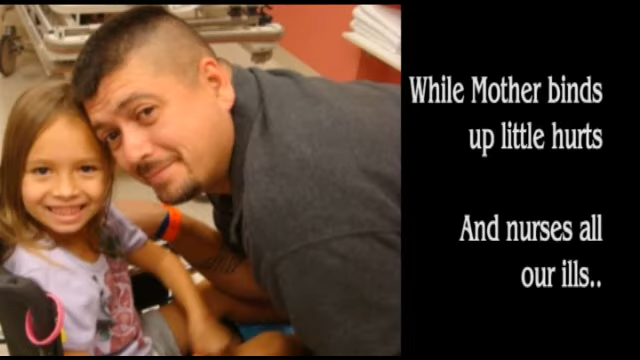 While Mother binds
up little hurts
And nurses all
our ills..